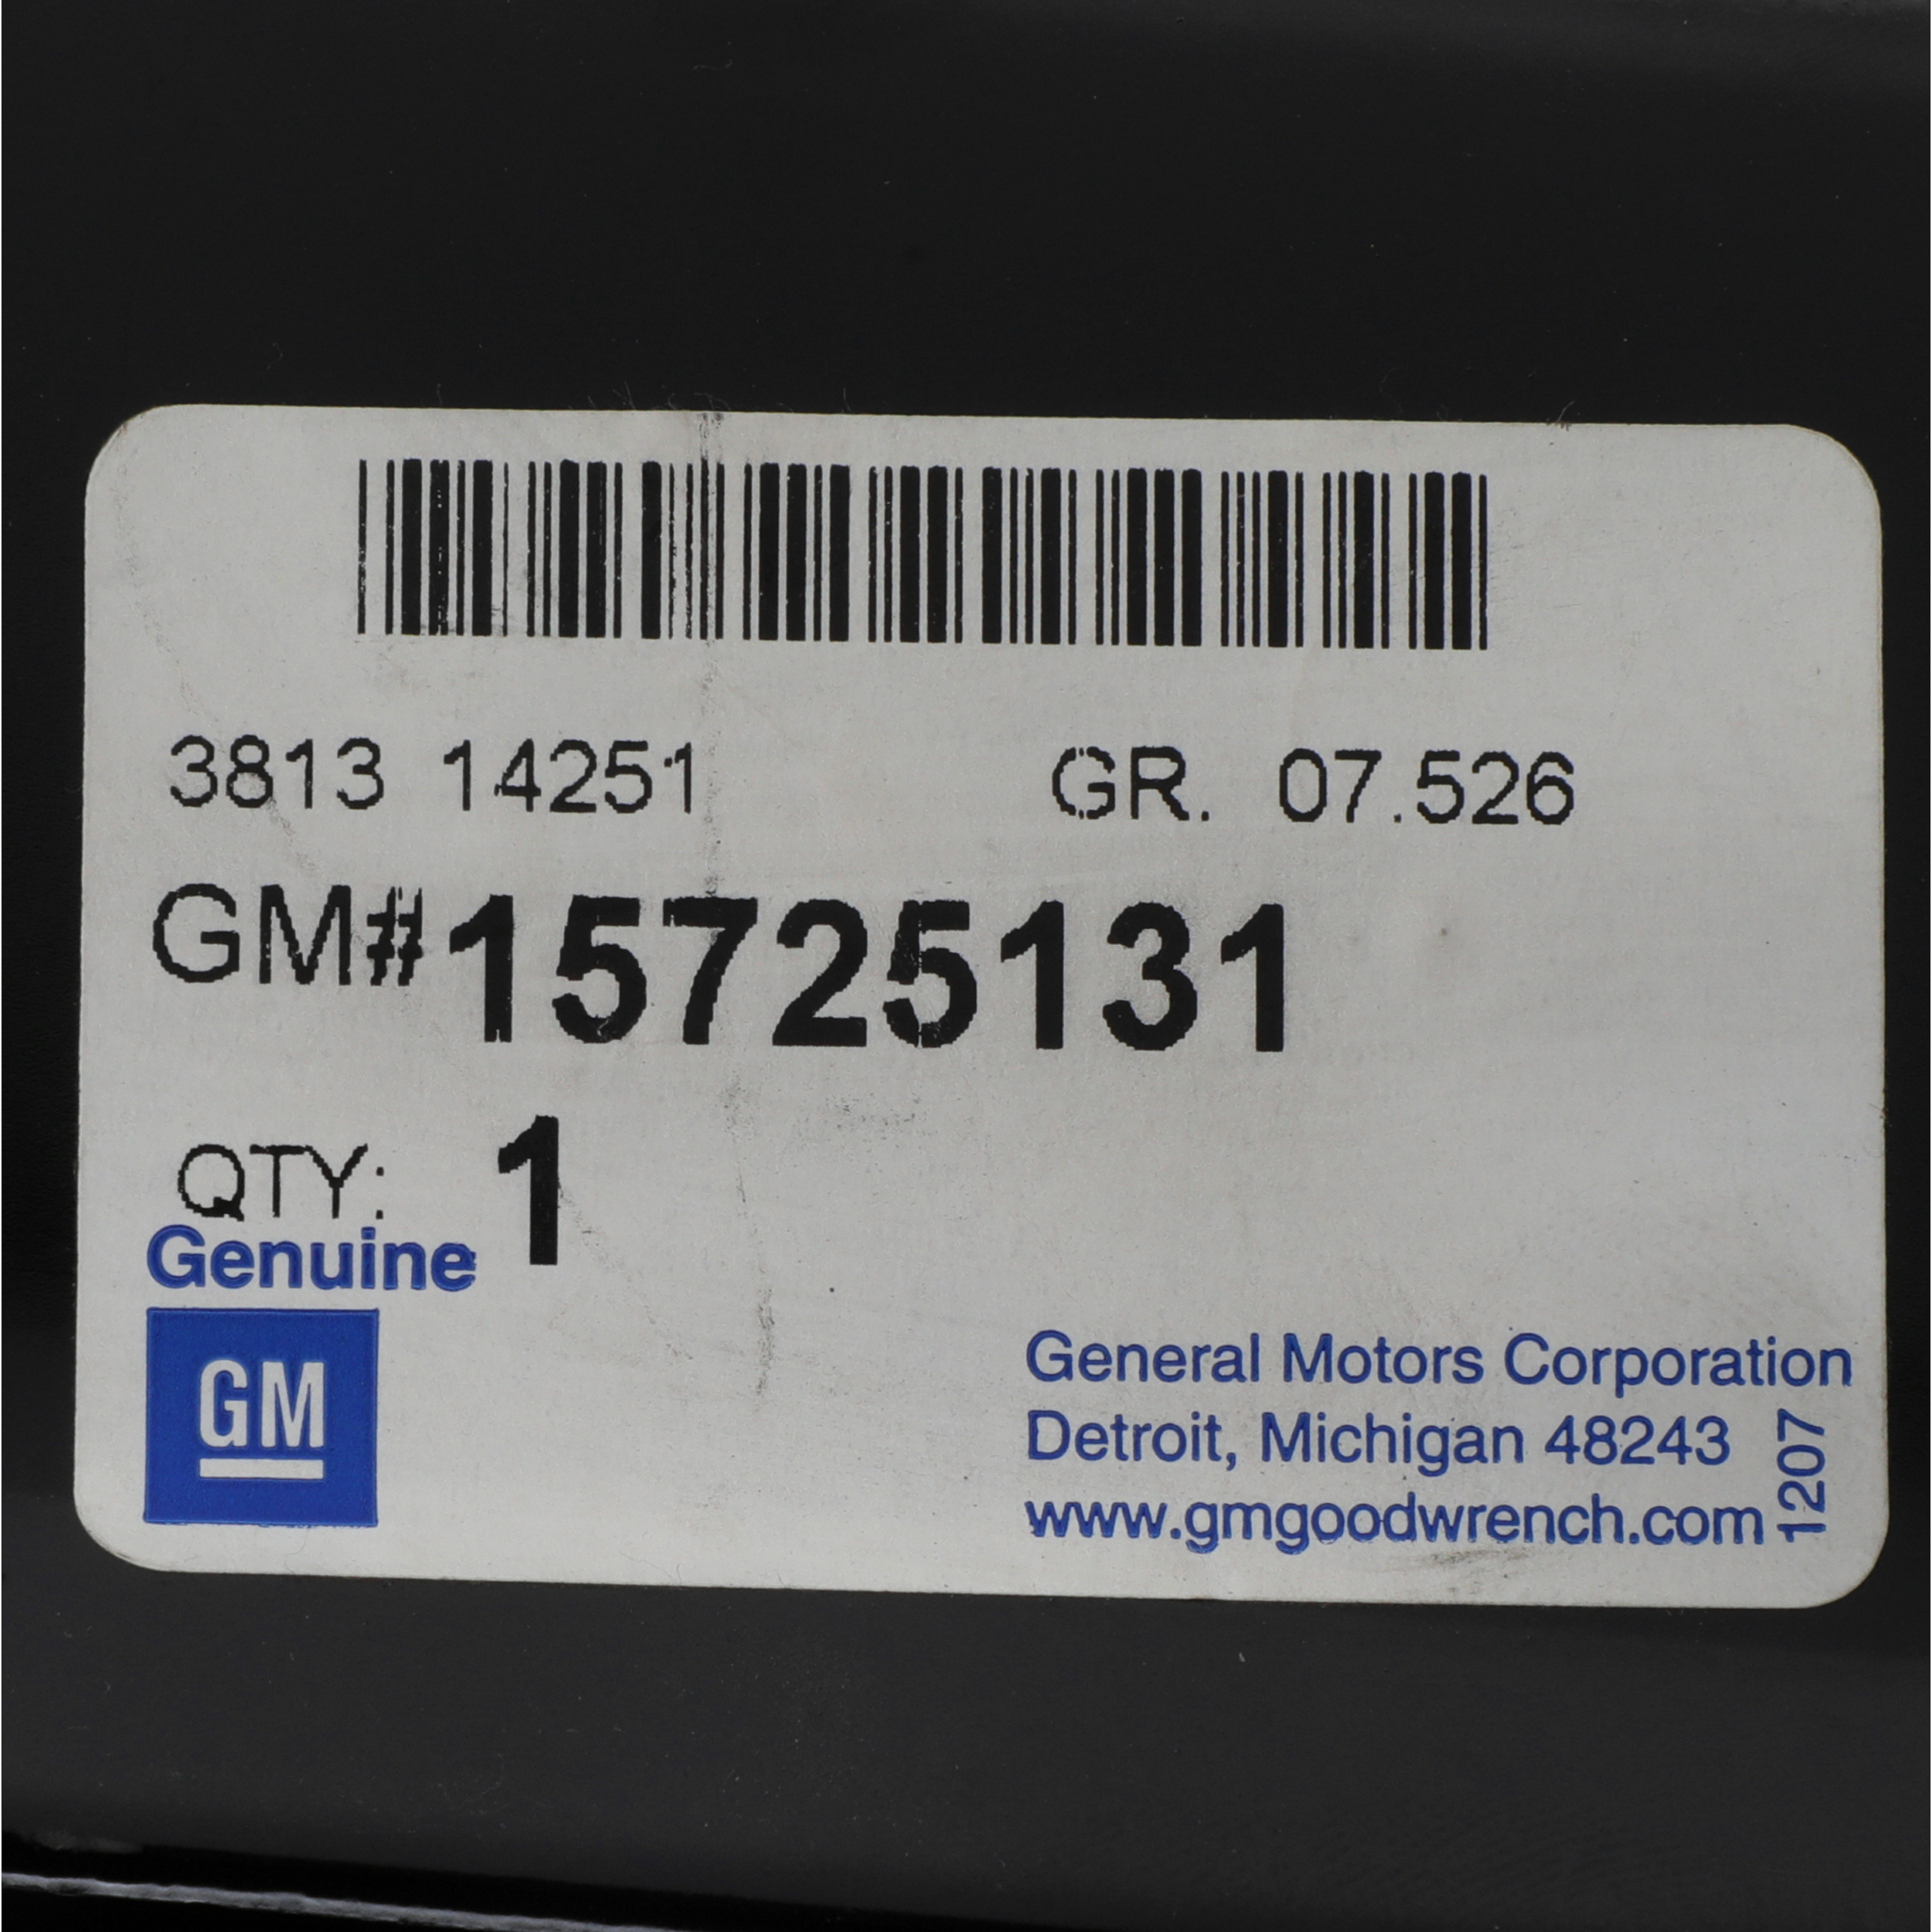 3813 14251 GR. 07.526
GM#15725131
QTY: 1
Genuine
GM
General Motors Corporation
Detroit, Michigan 48243
www.gmgoodwrench.com
1207